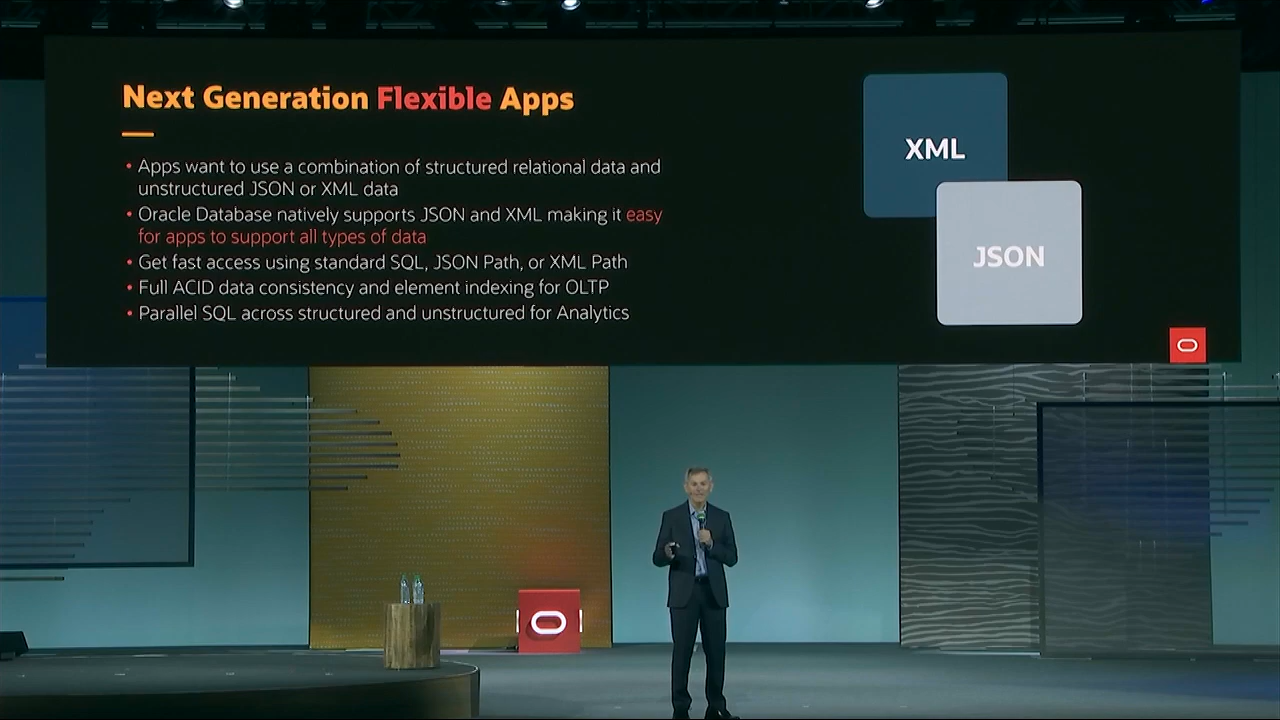 Next Generation Flexible Apps
• Apps want to use a combination of structured relational data and
unstructured JSON or XML data
• Oracle Database natively supports JSON and XML making it easy
for apps to support all types of data
• Get fast access using standard SQL, JSON Path, or XML Path
• Full ACID data consistency and element indexing for OLTP
• Parallel SQL across structured and unstructured for Analytics
XML
JSON